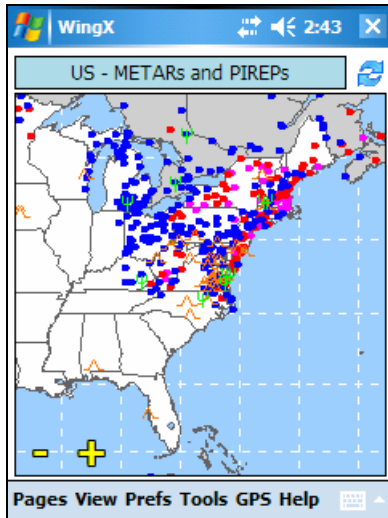 WingX 2:43
US - METARs and PIREPs
Pages View Prefs Tools GPS Help